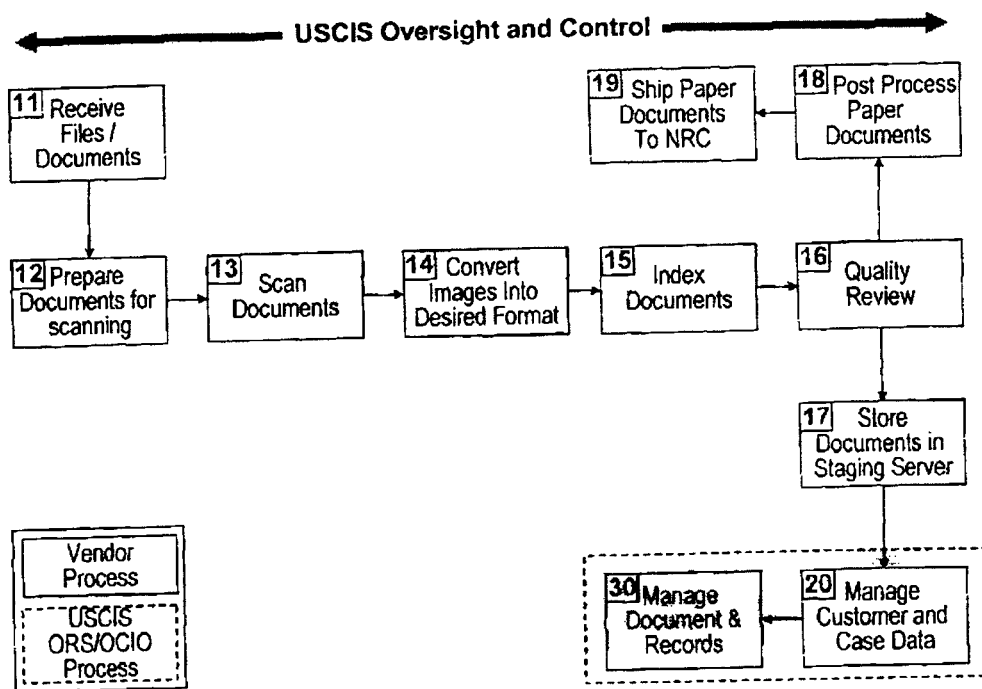 USCIS Oversight and Control
11 Receive
Files /
Documents
19 Ship Paper
Documents
To NRC
18 Post Process
Paper
Documents
12 Prepare
Documents for
scanning
13 Scan
Documents
14 Convert
Images Into
Desired Format
15 Index
Documents
16 Quality
Review
17 Store
Documents in
Staging Server
Vendor
Process
USCIS
ORS/OCIO
Process
30 Manage
Document &
Records
20 Manage
Customer and
Case Data